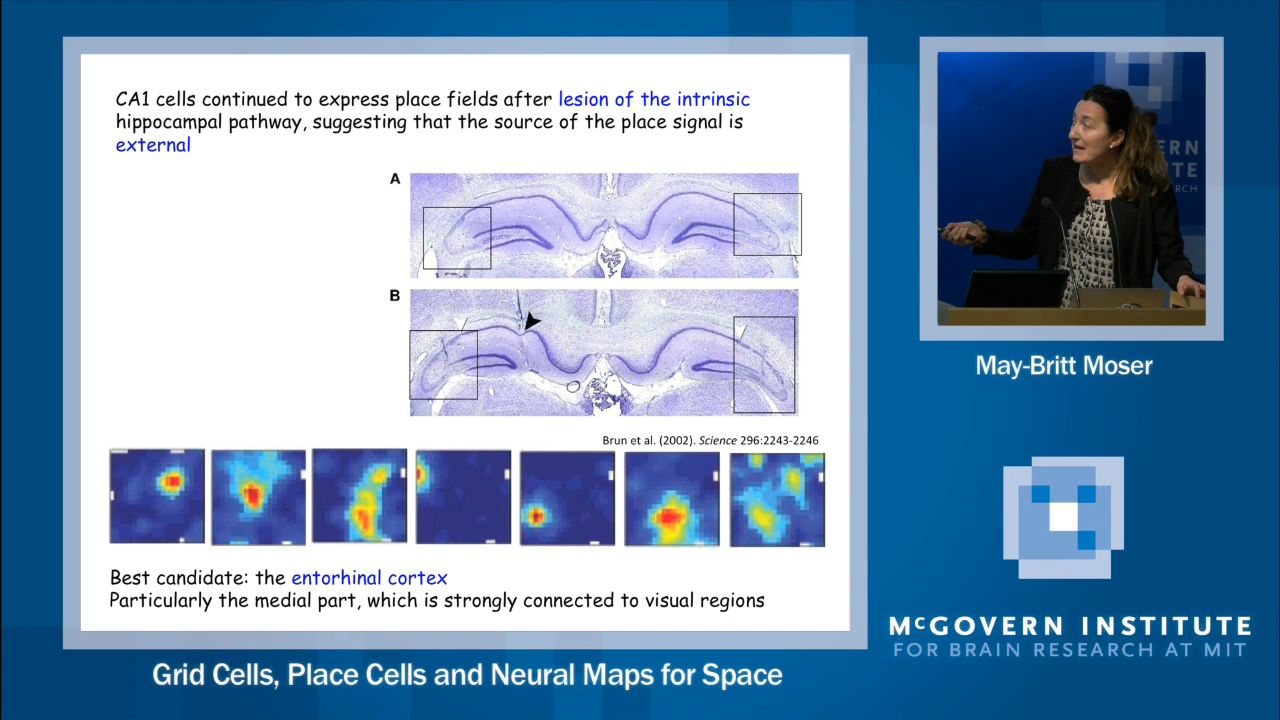 CA1 cells continued to express place fields after lesion of the intrinsic
hippocampal pathway, suggesting that the source of the place signal is
external
A
B
Brun et al. (2002). Science 296:2243-2246
Best candidate: the entorhinal cortex
Particularly the medial part, which is strongly connected to visual regions
Grid Cells, Place Cells and Neural Maps for Space
ERN
TE
RCH
May-Britt Moser
McGOVERN INSTITUTE
FOR BRAIN RESEARCH AT MIT